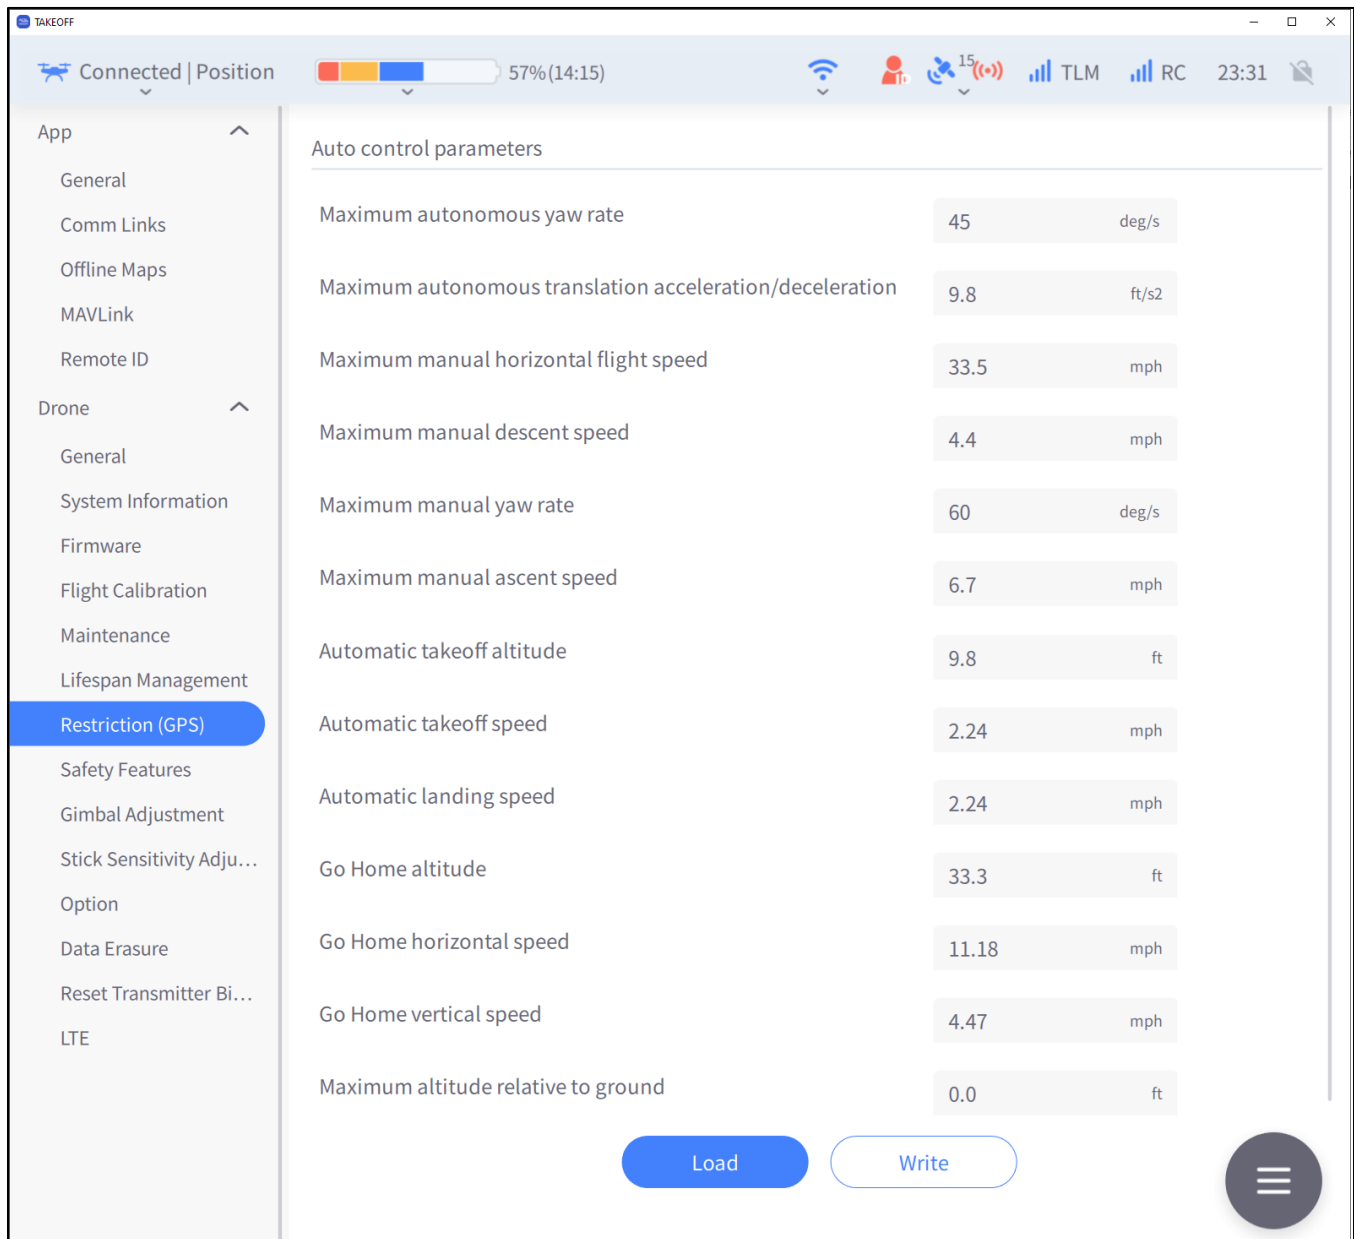 TAKEOFF
Connected | Position
57%(14:15)
15
TLM
RC
23:31
App
General
Comm Links
Offline Maps
MAVLink
Remote ID
Drone
General
System Information
Firmware
Flight Calibration
Maintenance
Lifespan Management
Restriction (GPS)
Safety Features
Gimbal Adjustment
Stick Sensitivity Adju...
Option
Data Erasure
Reset Transmitter Bi...
LTE
Auto control parameters
Maximum autonomous yaw rate 45 deg/s
Maximum autonomous translation acceleration/deceleration 9.8 ft/s2
Maximum manual horizontal flight speed 33.5 mph
Maximum manual descent speed 4.4 mph
Maximum manual yaw rate 60 deg/s
Maximum manual ascent speed 6.7 mph
Automatic takeoff altitude 9.8 ft
Automatic takeoff speed 2.24 mph
Automatic landing speed 2.24 mph
Go Home altitude 33.3 ft
Go Home horizontal speed 11.18 mph
Go Home vertical speed 4.47 mph
Maximum altitude relative to ground 0.0 ft
Load
Write